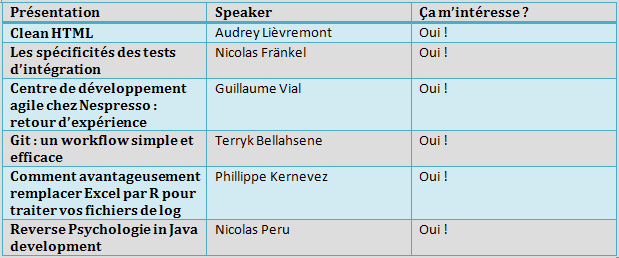 Présentation Speaker Ça m'intéresse ?
Clean HTML Audrey Lièvremont Oui !
Les spécificités des tests Nicolas Fränkel Oui !
d'intégration
Centre de développement Guillaume Vial Oui !
agile chez Nespresso :
retour d'expérience
Git : un workflow simple et Terryk Bellahsene Oui !
efficace
Comment avantageusement Phillippe Kernevez Oui !
remplacer Excel par R pour
traiter vos fichiers de log
Reverse Psychologie in Java Nicolas Peru Oui !
development